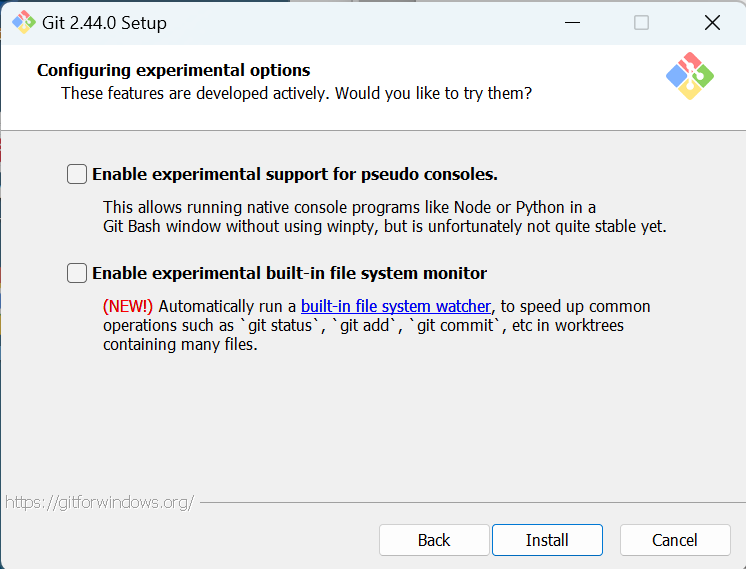 Git 2.44.0 Setup
Configuring experimental options
These features are developed actively. Would you like to try them?
Enable experimental support for pseudo consoles.
This allows running native console programs like Node or Python in a
Git Bash window without using winpty, but is unfortunately not quite stable yet.
Enable experimental built-in file system monitor
(NEW!) Automatically run a built-in file system watcher, to speed up common
operations such as `git status`, `git add`, `git commit`, etc in worktrees
containing many files.
https://gitforwindows.org/
Back
Install
Cancel